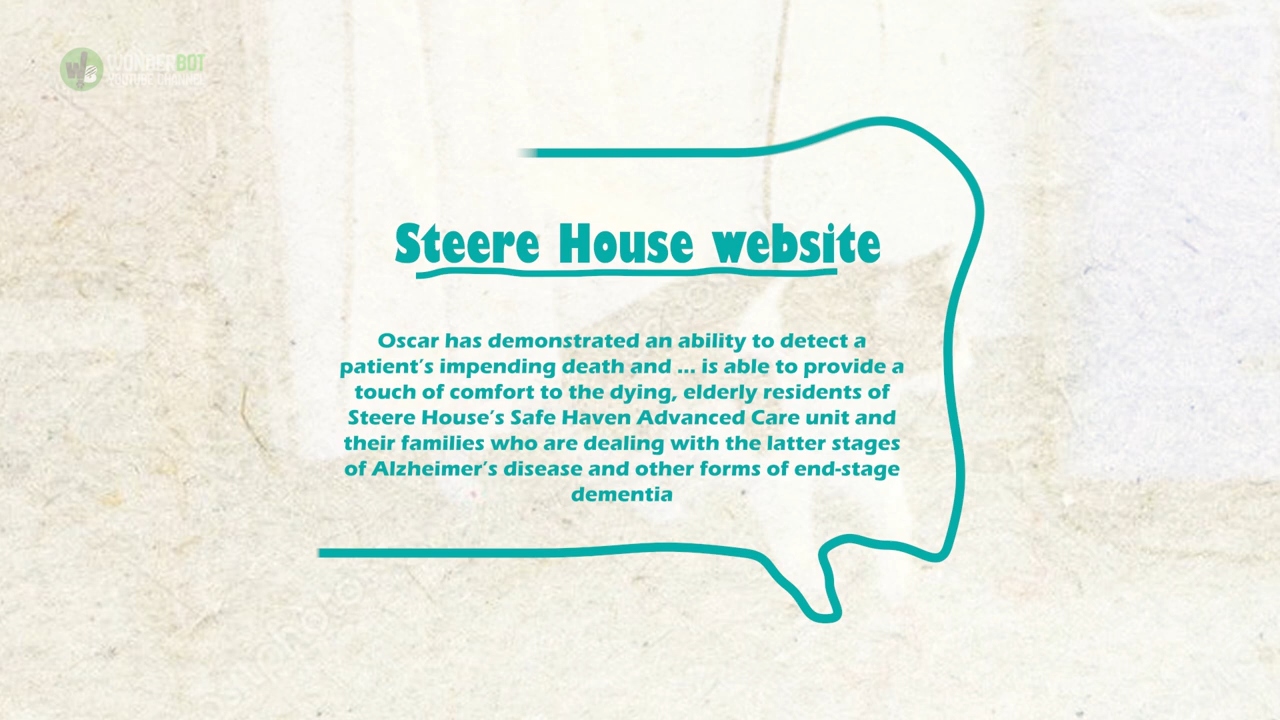 WONDERBOT
Steere House website
Oscar has demonstrated an ability to detect a
patient's impending death and ... is able to provide a
touch of comfort to the dying, elderly residents of
Steere House's Safe Haven Advanced Care unit and
their families who are dealing with the latter stages
of Alzheimer's disease and other forms of end-stage
dementia